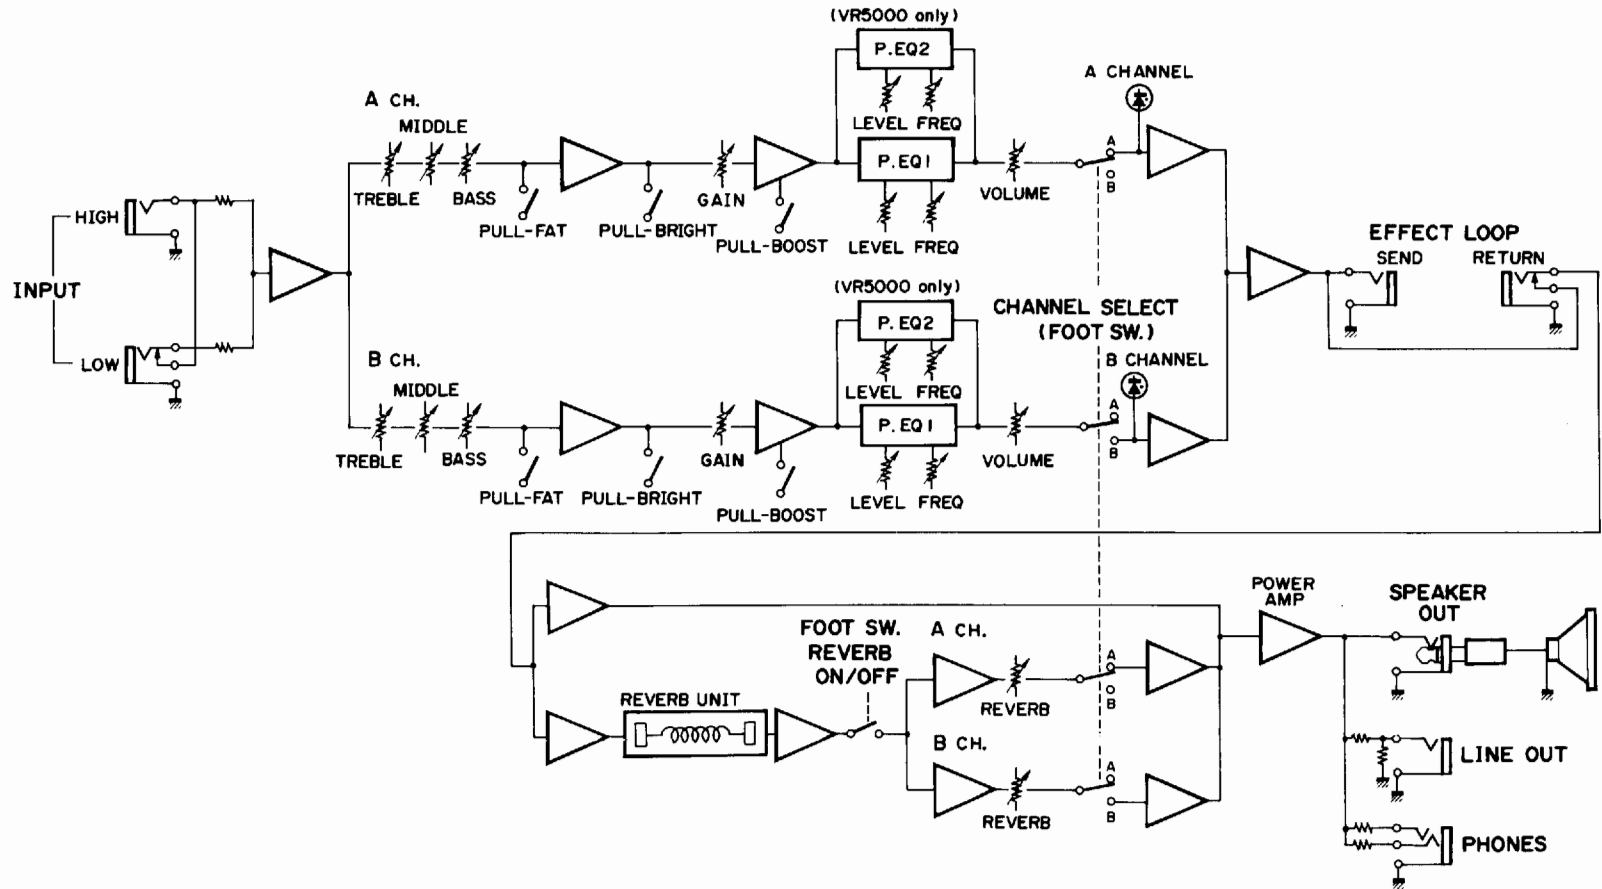 (VR5000 only)
P.EQ2
LEVEL FREQ
A CHANNEL
A CH.
MIDDLE
A
P.EQ1
TREBLE
BASS
GAIN
VOLUME
B
HIGH
PULL-FAT
PULL-BRIGHT
PULL-BOOST
LEVEL FREQ
EFFECT LOOP
SEND
RETURN
INPUT
(VR5000 only)
P.EQ2
CHANNEL SELECT
(FOOT SW.)
LOW
B CH.
MIDDLE
LEVEL FREQ
B CHANNEL
A
P.EQ1
TREBLE
BASS
GAIN
VOLUME
B
PULL-FAT
PULL-BRIGHT
PULL-BOOST
LEVEL FREQ
POWER
AMP
SPEAKER
OUT
FOOT SW.
REVERB
ON/OFF
A CH.
A
REVERB UNIT
REVERB
B
B CH.
A
REVERB
B
LINE OUT
PHONES